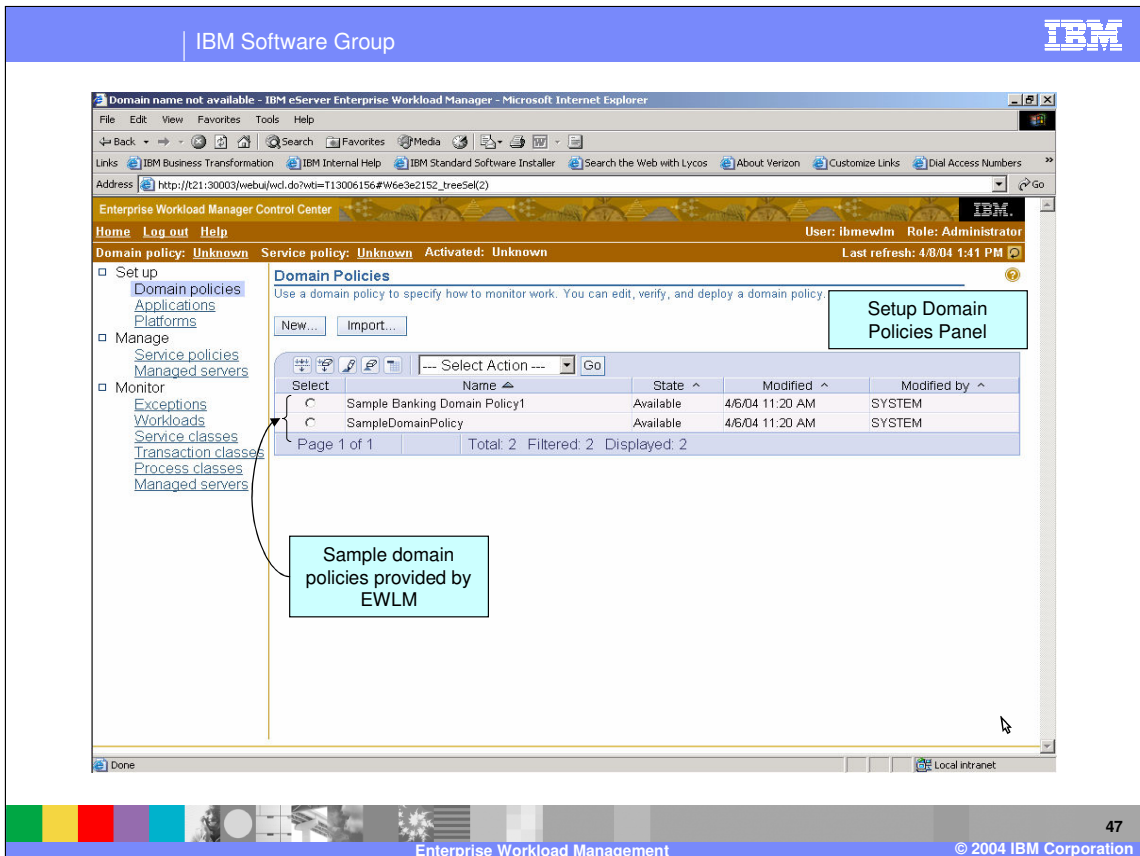 IBM Software Group
IBM
Domain name not available - IBM eServer Enterprise Workload Manager - Microsoft Internet Explorer
File Edit View Favorites Tools Help
Back Search Favorites Media
Links IBM Business Transformation IBM Internal Help IBM Standard Software Installer Search the Web with Lycos About Verizon Customize Links Dial Access Numbers »
Address http://t21:30003/webui/wcl.do?wti=T13006156#W6e3e2152_treeSel(2) Go
Enterprise Workload Manager Control Center IBM.
Home Log out Help User: ibmewlm Role: Administrator
Domain policy: Unknown Service policy: Unknown Activated: Unknown Last refresh: 4/8/04 1:41 PM
Set up
Domain policies
Applications
Platforms
Manage
Service policies
Managed servers
Monitor
Exceptions
Workloads
Service classes
Transaction classes
Process classes
Managed servers
Domain Policies
Use a domain policy to specify how to monitor work. You can edit, verify, and deploy a domain policy.
Setup Domain
Policies Panel
New... Import...
--- Select Action --- Go
Select Name State Modified Modified by
Sample Banking Domain Policy1 Available 4/6/04 11:20 AM SYSTEM
SampleDomainPolicy Available 4/6/04 11:20 AM SYSTEM
Page 1 of 1 Total: 2 Filtered: 2 Displayed: 2
Sample domain
policies provided by
EWLM
Done Local intranet
47
Enterprise Workload Management © 2004 IBM Corporation